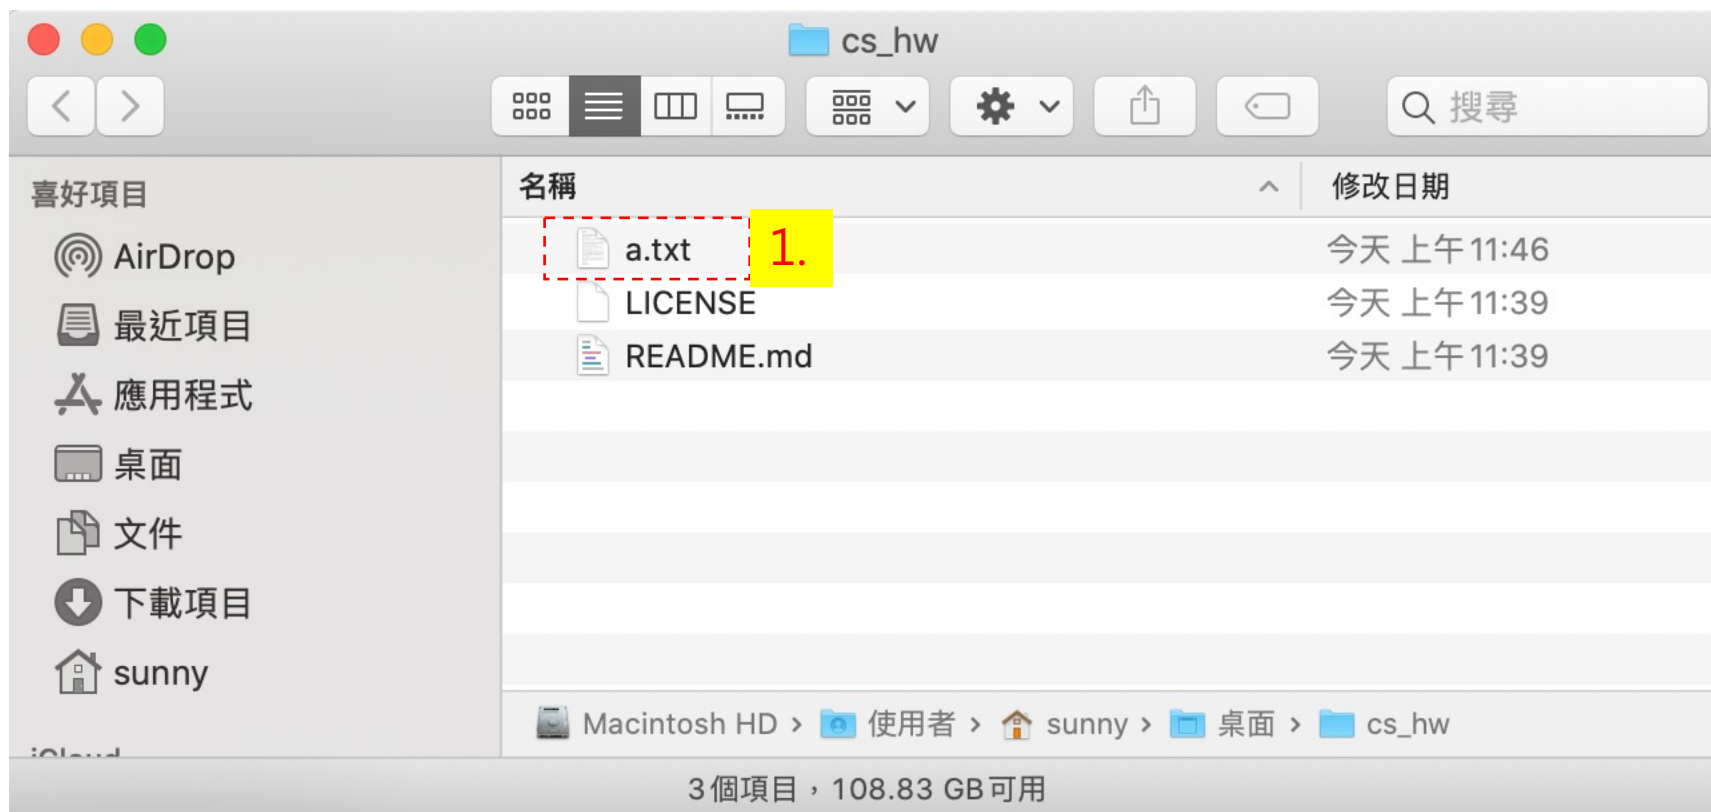 cs_hw
搜尋
喜好項目
AirDrop
最近項目
應用程式
桌面
文件
下載項目
sunny
iCloud
名稱 修改日期
a.txt 1. 今天 上午11:46
LICENSE 今天 上午11:39
README.md 今天 上午11:39
Macintosh HD › 使用者 › sunny › 桌面 › cs_hw
3個項目，108.83 GB可用